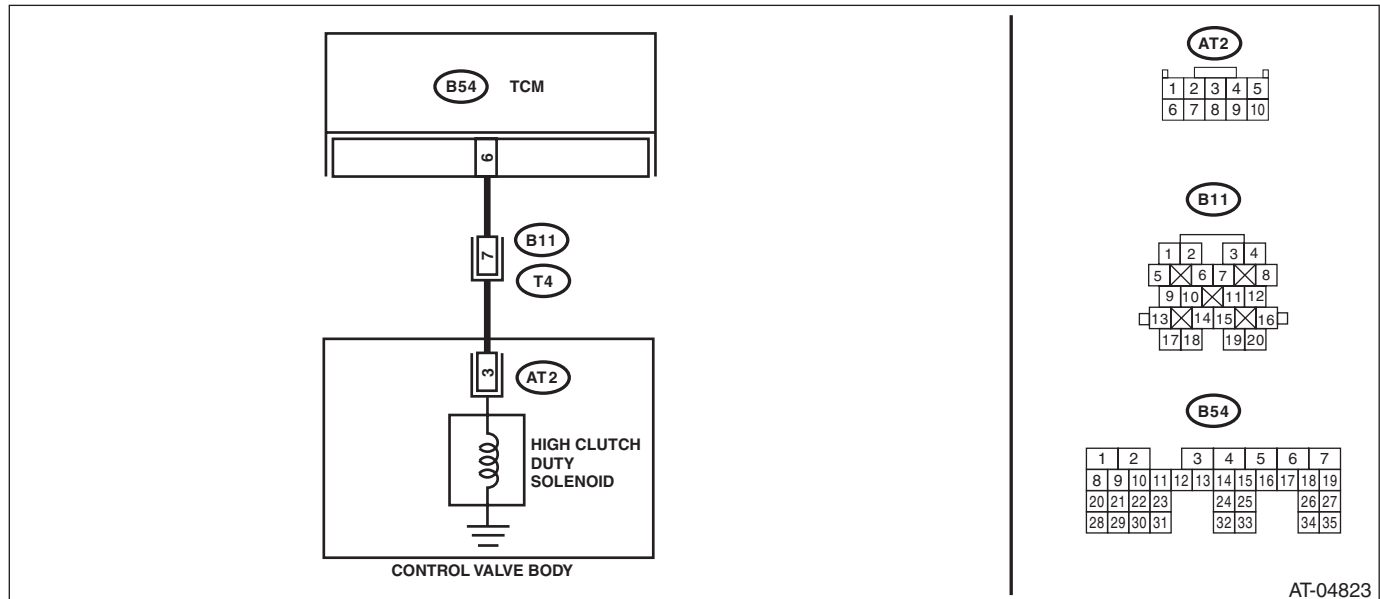 B54 TCM
6
7
B11
T4
3
AT2
HIGH CLUTCH
DUTY
SOLENOID
CONTROL VALVE BODY
AT2
1 2 3 4 5
6 7 8 9 10
B11
1 2 3 4
5 6 7 8
9 10 11 12
13 14 15 16
17 18 19 20
B54
1 2 3 4 5 6 7
8 9 10 11 12 13 14 15 16 17 18 19
20 21 22 23 24 25 26 27
28 29 30 31 32 33 34 35
AT-04823